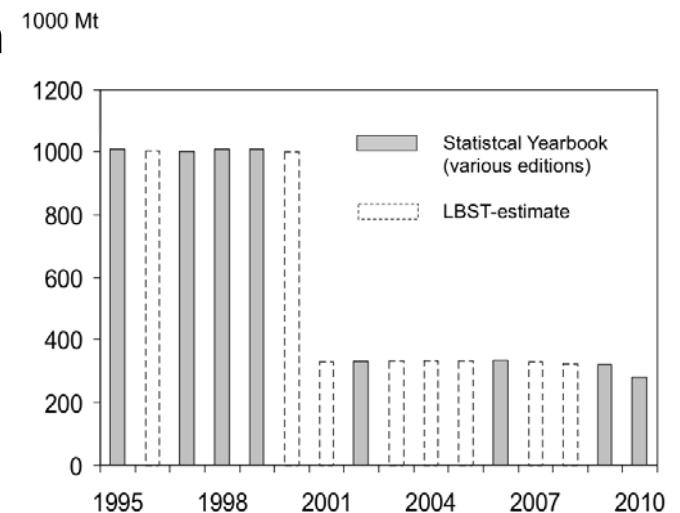 1000 Mt
n
1200
1000
800
600
400
200
0
Statistcal Yearbook
(various editions)
LBST-estimate
1995 1998 2001 2004 2007 2010